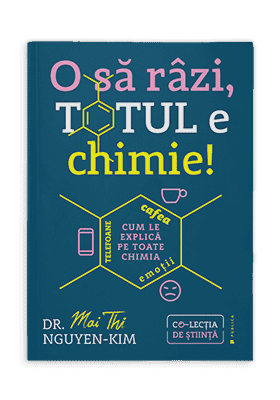 O să râzi,
TOTUL e
chimie!
cafea
TELEFOANE
CUM LE
EXPLICĂ
PE TOATE
CHIMIA
emoții
DR. Mai Thi
NGUYEN-KIM
CO-LECȚIA
DE ȘTIINȚĂ
PUBLICA